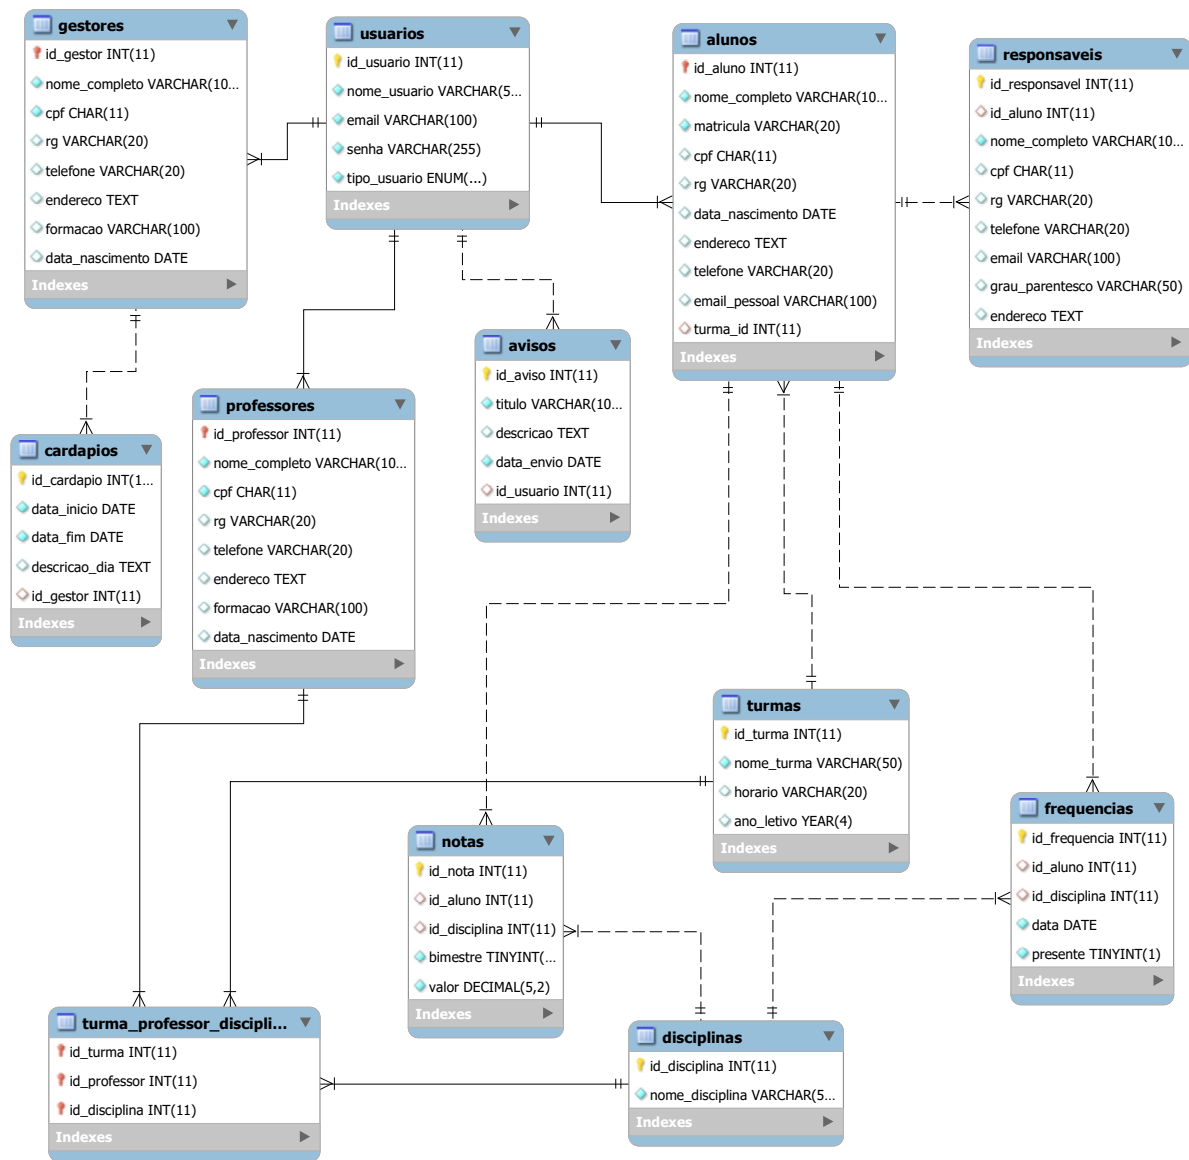 gestores
id_gestor INT(11)
nome_completo VARCHAR(10...
cpf CHAR(11)
rg VARCHAR(20)
telefone VARCHAR(20)
endereco TEXT
formacao VARCHAR(100)
data_nascimento DATE
Indexes
usuarios
id_usuario INT(11)
nome_usuario VARCHAR(5...
email VARCHAR(100)
senha VARCHAR(255)
tipo_usuario ENUM(...)
Indexes
alunos
id_aluno INT(11)
nome_completo VARCHAR(10...
matricula VARCHAR(20)
cpf CHAR(11)
rg VARCHAR(20)
data_nascimento DATE
endereco TEXT
telefone VARCHAR(20)
email_pessoal VARCHAR(100)
turma_id INT(11)
Indexes
responsaveis
id_responsavel INT(11)
id_aluno INT(11)
nome_completo VARCHAR(10...
cpf CHAR(11)
rg VARCHAR(20)
telefone VARCHAR(20)
email VARCHAR(100)
grau_parentesco VARCHAR(50)
endereco TEXT
Indexes
avisos
id_aviso INT(11)
titulo VARCHAR(10...
descricao TEXT
data_envio DATE
id_usuario INT(11)
Indexes
professores
id_professor INT(11)
nome_completo VARCHAR(10...
cpf CHAR(11)
rg VARCHAR(20)
telefone VARCHAR(20)
endereco TEXT
formacao VARCHAR(100)
data_nascimento DATE
Indexes
cardapios
id_cardapio INT(1...
data_inicio DATE
data_fim DATE
descricao_dia TEXT
id_gestor INT(11)
Indexes
turmas
id_turma INT(11)
nome_turma VARCHAR(50)
horario VARCHAR(20)
ano_letivo YEAR(4)
Indexes
frequencias
id_frequencia INT(11)
id_aluno INT(11)
id_disciplina INT(11)
data DATE
presente TINYINT(1)
Indexes
notas
id_nota INT(11)
id_aluno INT(11)
id_disciplina INT(11)
bimestre TINYINT(...
valor DECIMAL(5,2)
Indexes
turma_professor_discipli...
id_turma INT(11)
id_professor INT(11)
id_disciplina INT(11)
Indexes
disciplinas
id_disciplina INT(11)
nome_disciplina VARCHAR(5...
Indexes